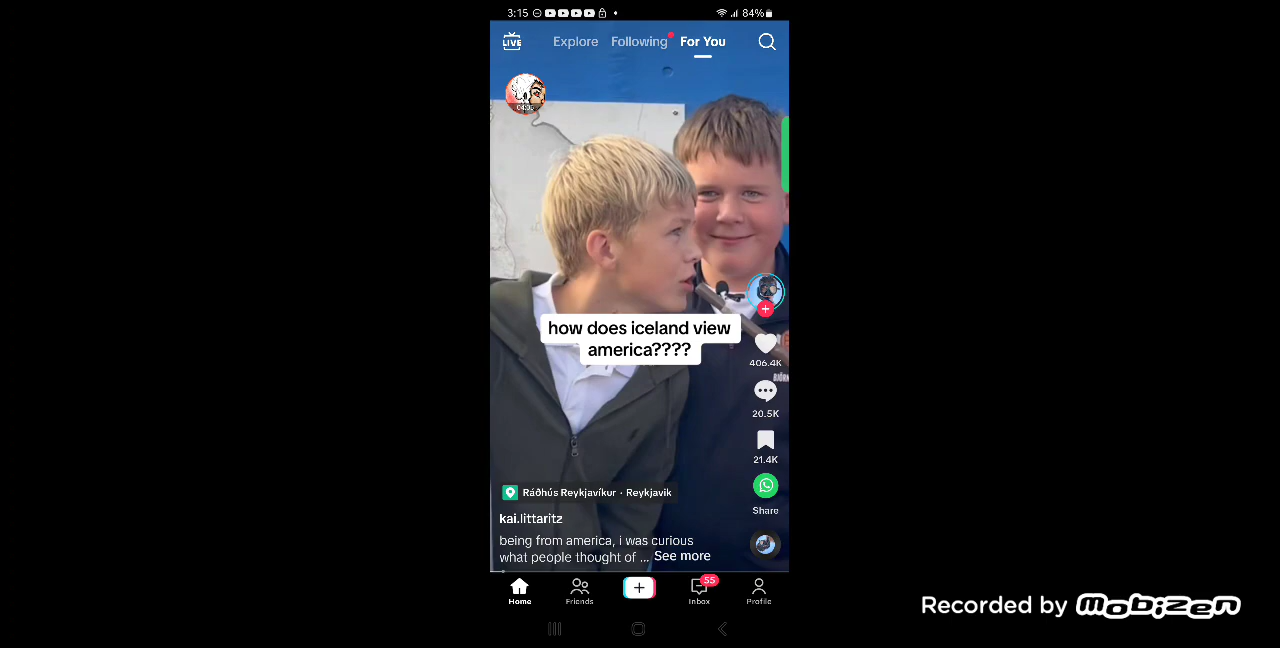 3:15
84%
LIVE
Explore
Following
For You
how does iceland view
america????
406.4K
20.5K
21.4K
Ráðhús Reykjavíkur · Reykjavik
Share
kai.littaritz
being from america, i was curious
what people thought of ... See more
55
Home
Friends
Inbox
Profile
Recorded by MOBIZEN